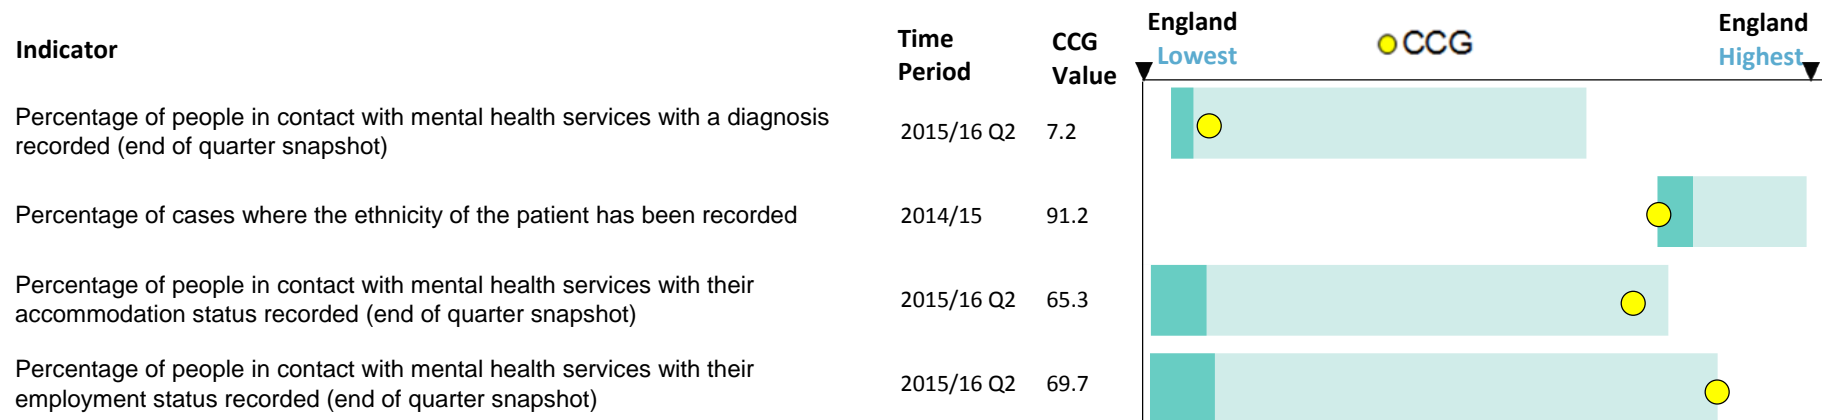 Indicator
Time
Period
CCG
Value
England
Lowest
CCG
England
Highest
Percentage of people in contact with mental health services with a diagnosis
recorded (end of quarter snapshot)
2015/16 Q2
7.2
Percentage of cases where the ethnicity of the patient has been recorded
2014/15
91.2
Percentage of people in contact with mental health services with their
accommodation status recorded (end of quarter snapshot)
2015/16 Q2
65.3
Percentage of people in contact with mental health services with their
employment status recorded (end of quarter snapshot)
2015/16 Q2
69.7